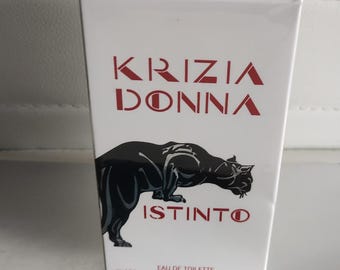 KRIZIA
DONNA
ISTINTO
EAU DE TOILETTE